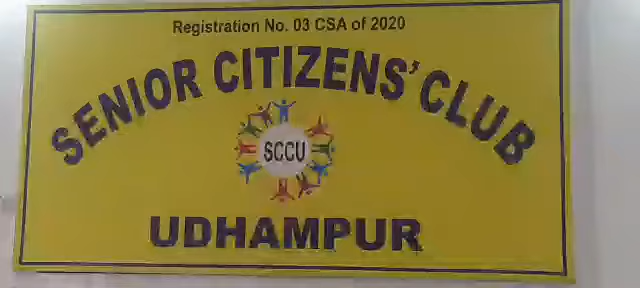 Registration No. 03 CSA of 2020
SENIOR CITIZENS' CLUB
SCCU
UDHAMPUR